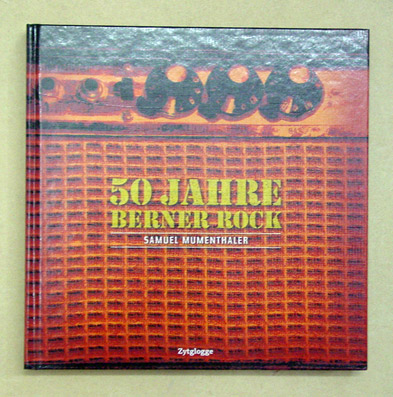 50 JAHRE
BERNER ROCK
SAMUEL MUMENTHALER
Zytglogge